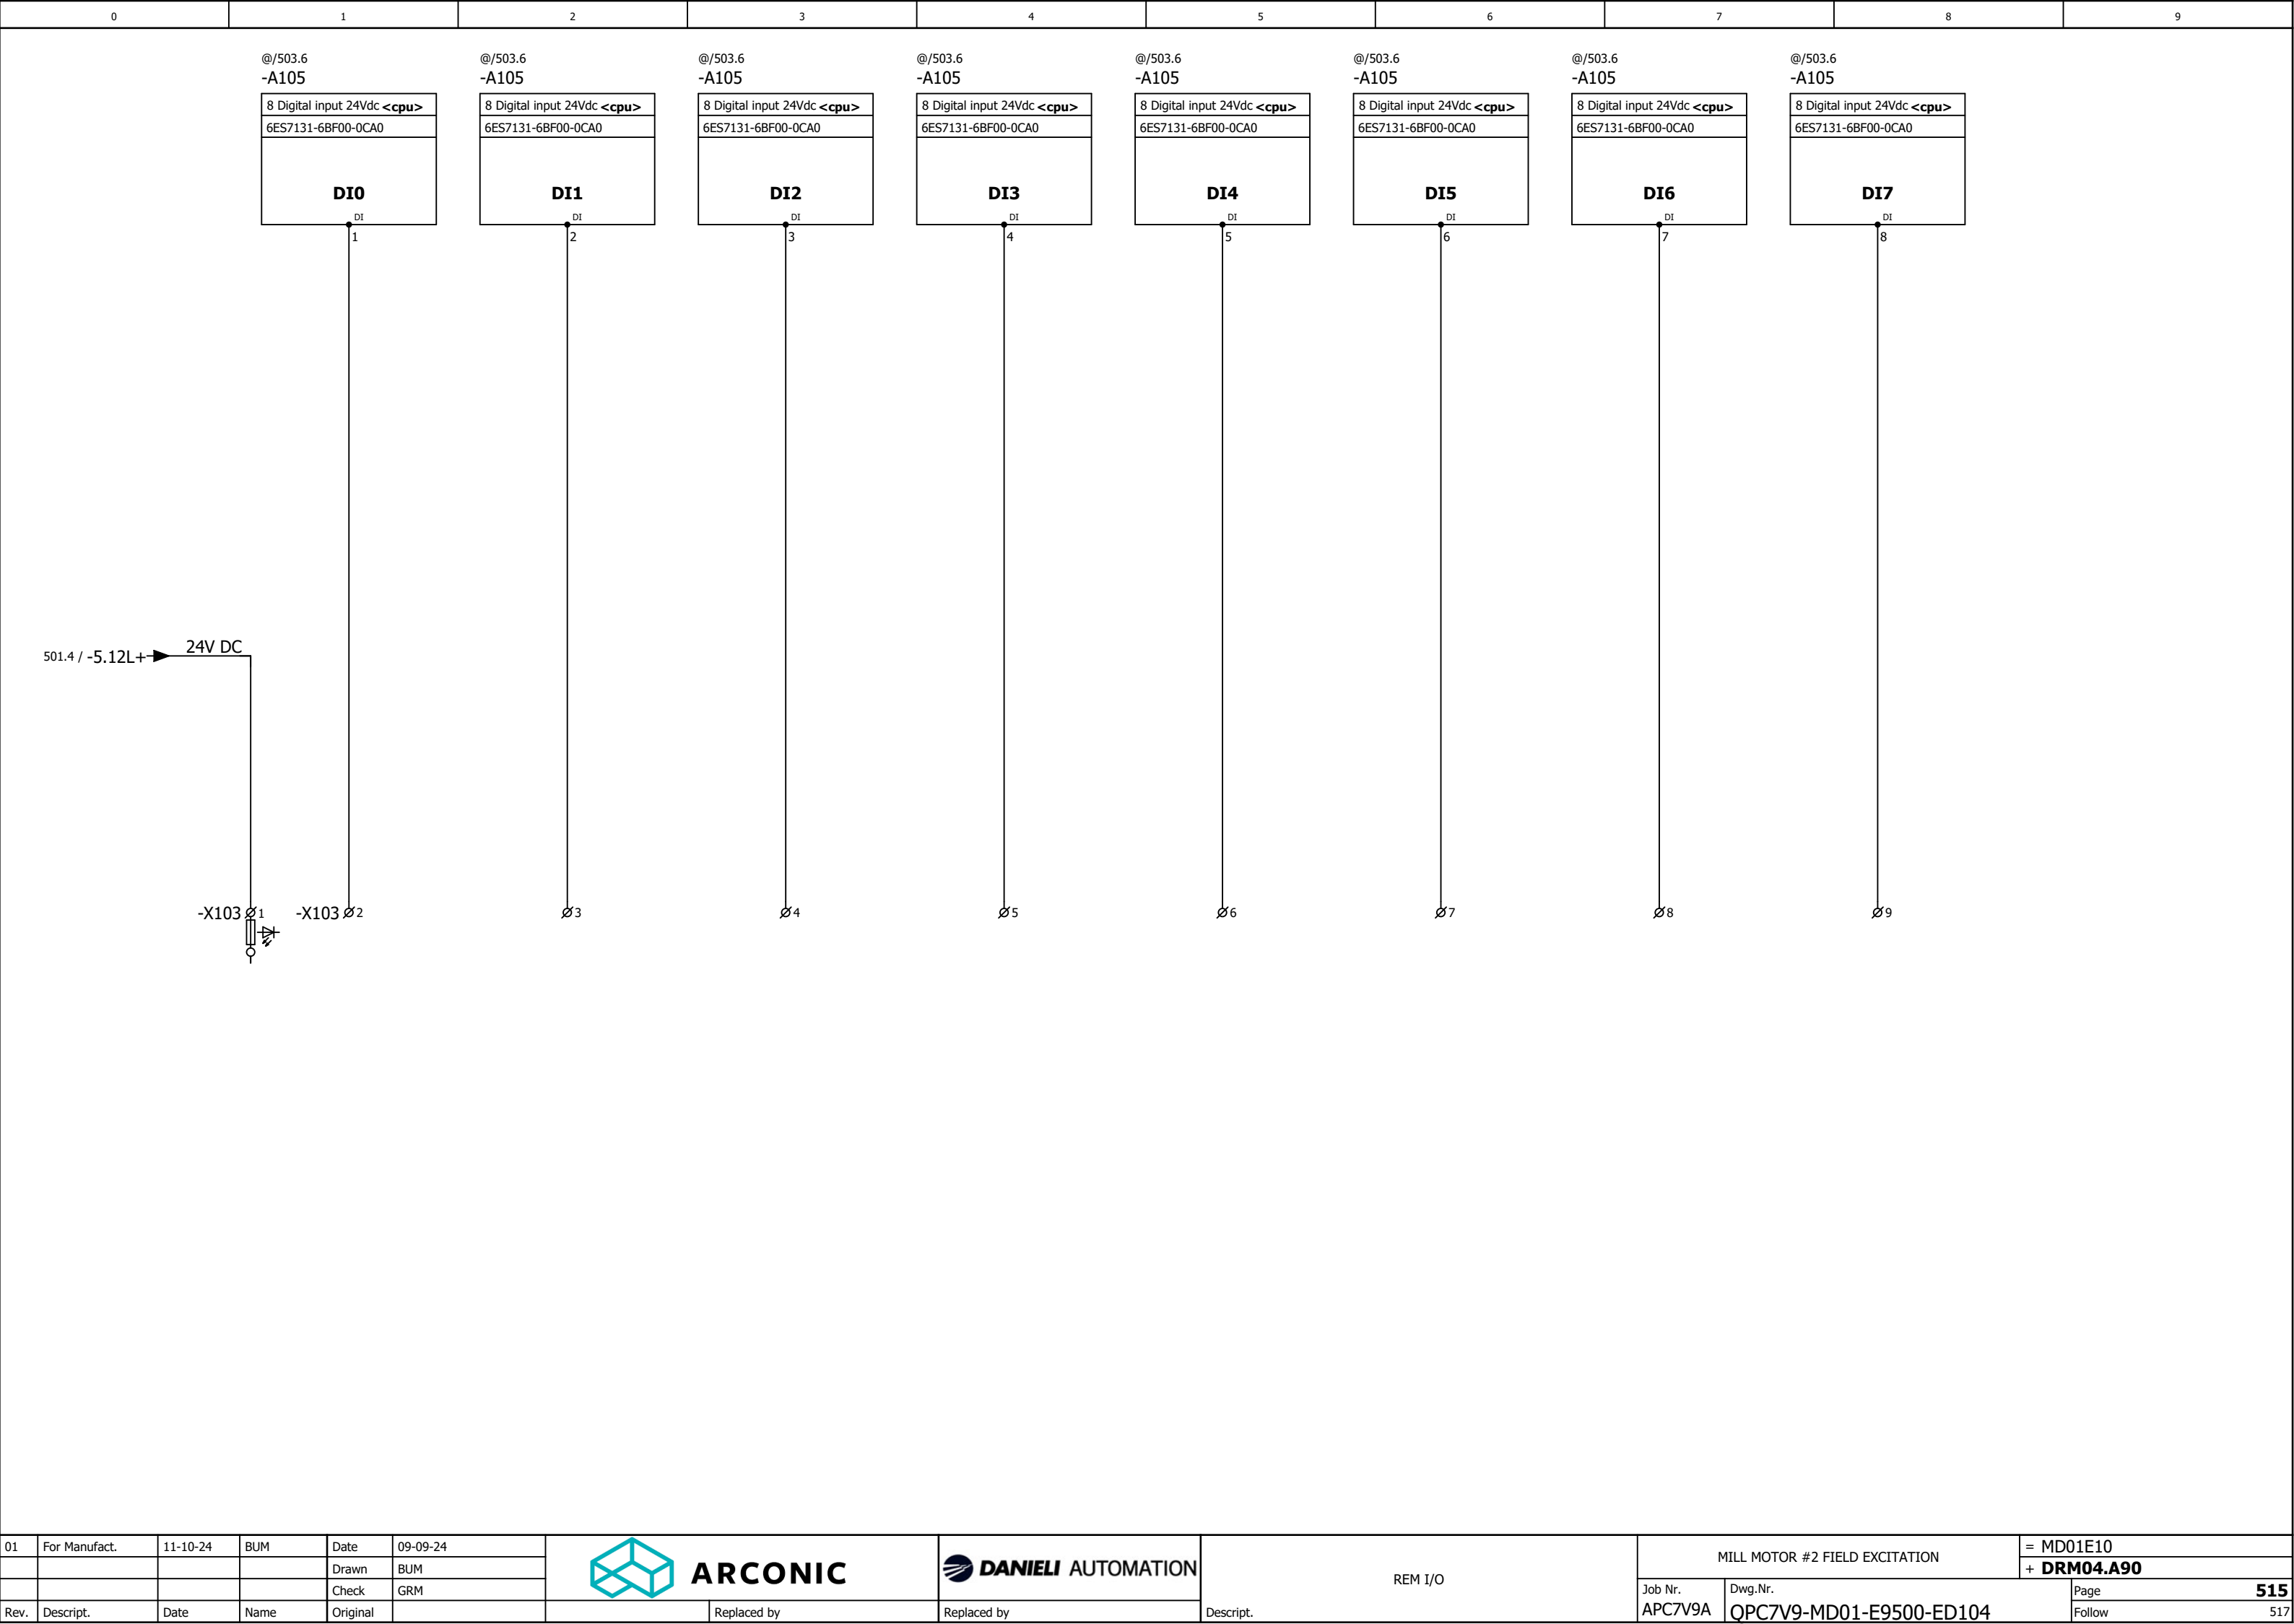 0 1 2 3 4 5 6 7 8 9
@/503.6 @/503.6 @/503.6 @/503.6 @/503.6 @/503.6 @/503.6 @/503.6
-A105 -A105 -A105 -A105 -A105 -A105 -A105 -A105
8 Digital input 24Vdc <cpu> 8 Digital input 24Vdc <cpu> 8 Digital input 24Vdc <cpu> 8 Digital input 24Vdc <cpu> 8 Digital input 24Vdc <cpu> 8 Digital input 24Vdc <cpu> 8 Digital input 24Vdc <cpu> 8 Digital input 24Vdc <cpu>
6ES7131-6BF00-0CA0 6ES7131-6BF00-0CA0 6ES7131-6BF00-0CA0 6ES7131-6BF00-0CA0 6ES7131-6BF00-0CA0 6ES7131-6BF00-0CA0 6ES7131-6BF00-0CA0 6ES7131-6BF00-0CA0
DI0 DI1 DI2 DI3 DI4 DI5 DI6 DI7
DI DI DI DI DI DI DI DI
1 2 3 4 5 6 7 8
24V DC
501.4 / -5.12L+
-X103 1 -X103 2 3 4 5 6 7 8 9
01 For Manufact. 11-10-24 BUM Date 09-09-24
Drawn BUM
Check GRM
Rev. Descript. Date Name Original
ARCONIC
Replaced by
DANIELI AUTOMATION
Replaced by
REM I/O
Descript.
MILL MOTOR #2 FIELD EXCITATION
= MD01E10
+ DRM04.A90
Job Nr. Dwg.Nr. Page 515
APC7V9A QPC7V9-MD01-E9500-ED104 Follow 517